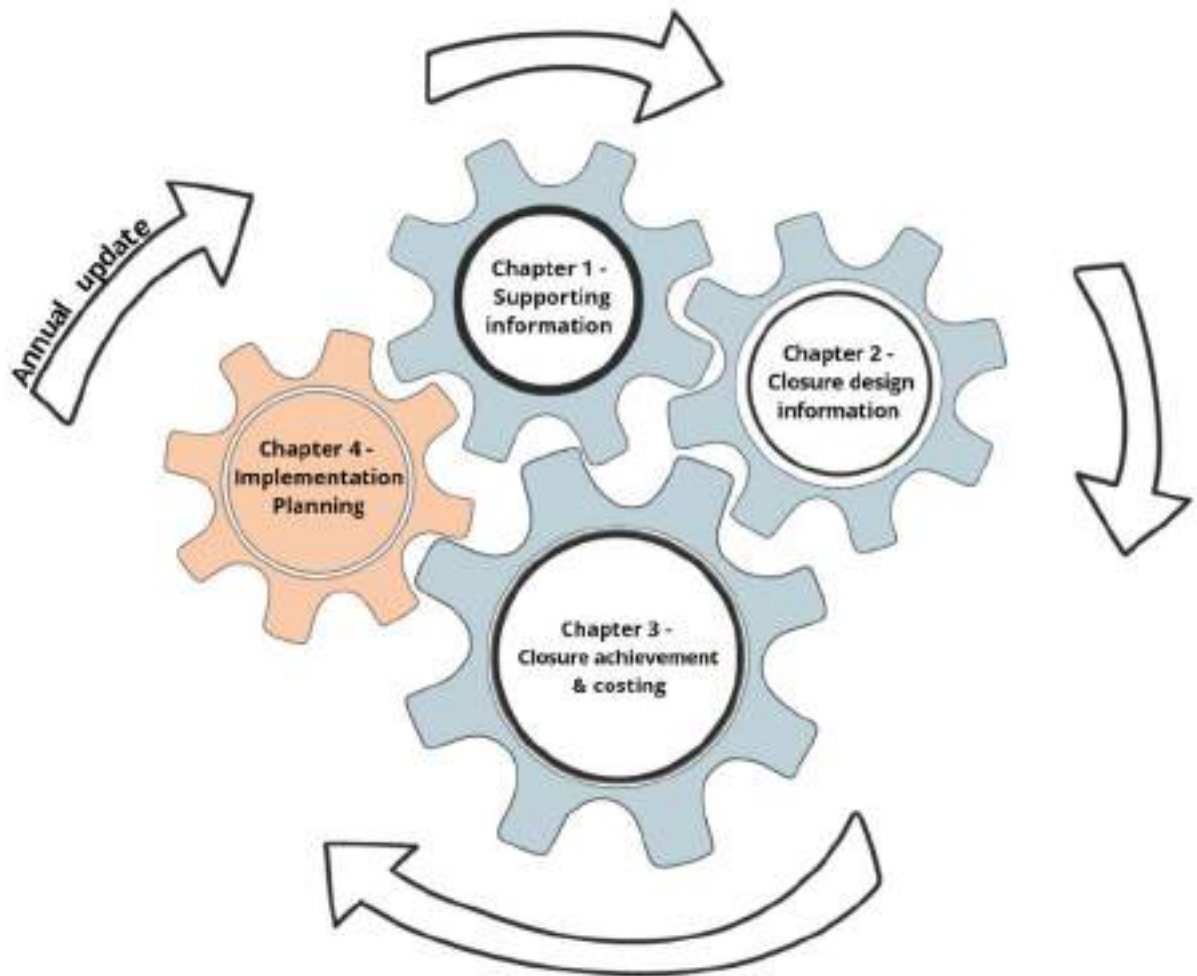 Annual update
Chapter 1 -
Supporting
information
Chapter 2 -
Closure design
information
Chapter 4 -
Implementation
Planning
Chapter 3 -
Closure achievement
& costing